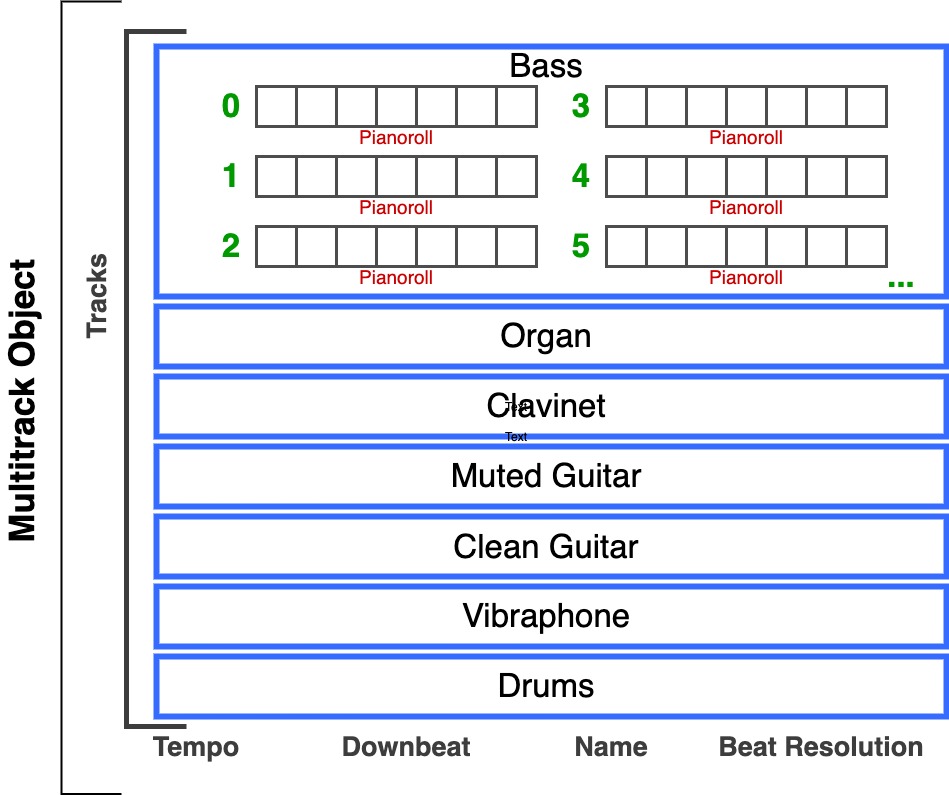 Multitrack Object
Tracks
Bass
0
3
Pianoroll
Pianoroll
1
4
Pianoroll
Pianoroll
2
5
Pianoroll
Pianoroll
...
Organ
Clavinet
Text
Text
Muted Guitar
Clean Guitar
Vibraphone
Drums
Tempo Downbeat Name Beat Resolution